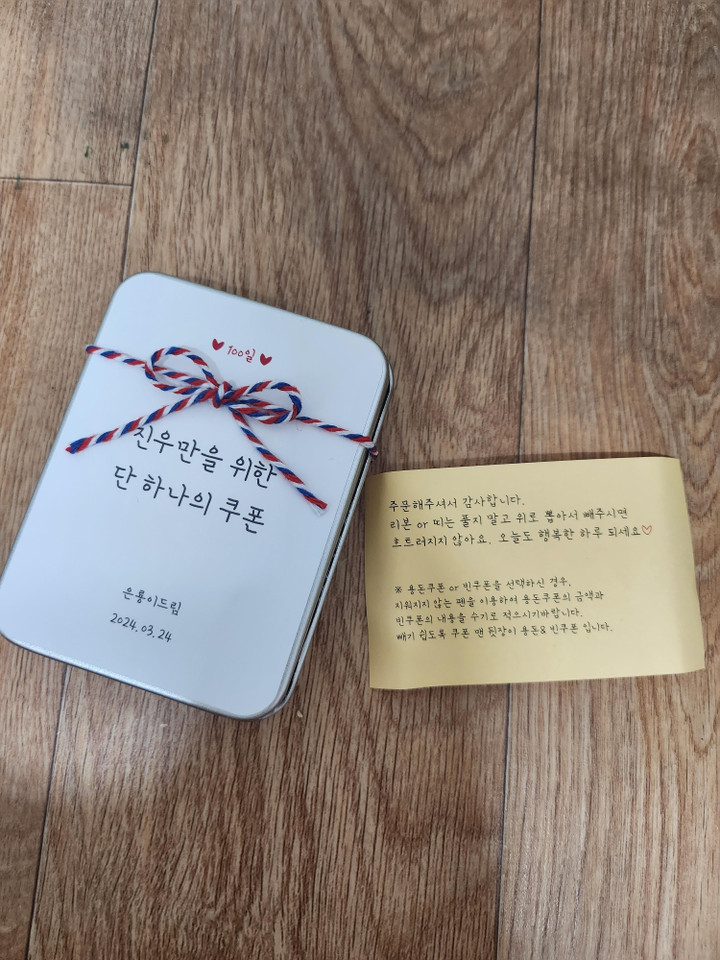 ♥ 100일 ♥
진우만을 위한
단 하나의 쿠폰
은룡이드림
2024.03.24
주문해주셔서 감사합니다.
리본 or 띠는 풀지 말고 위로 뽑아서 빼주시면
흐트러지지 않아요. 오늘도 행복한 하루 되세요♡
※ 용돈쿠폰 or 빈쿠폰을 선택하신 경우,
지워지지 않는 팬을 이용하여 용돈쿠폰의 금액과
빈쿠폰의 내용을 수기로 적으시기바랍니다.
빼기 쉽도록 쿠폰 맨 뒷장이 용돈& 빈쿠폰 입니다.